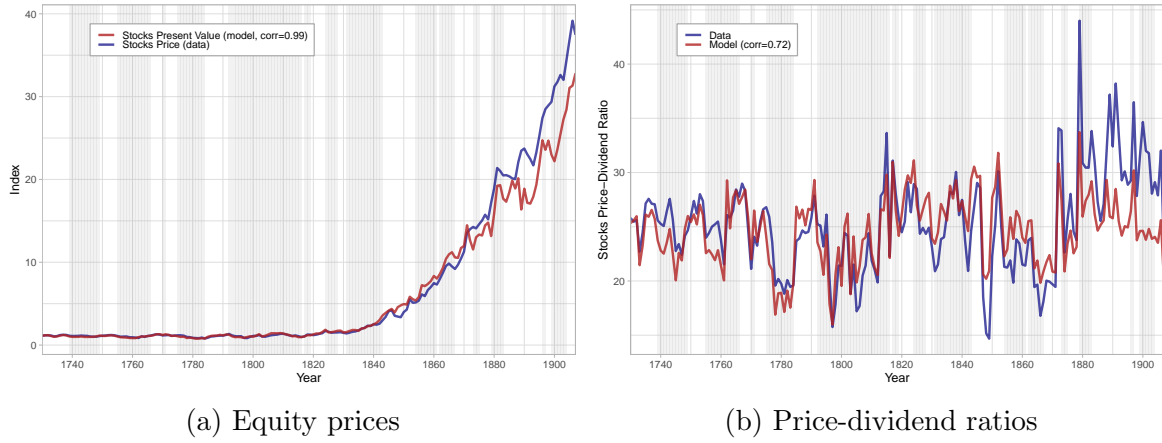 Stocks Present Value (model, corr=0.99)
Stocks Price (data)
40
30
20
10
0
Index
1740 1760 1780 1800 1820 1840 1860 1880 1900
Year
(a) Equity prices
Data
Model (corr=0.72)
40
30
20
Stocks Price−Dividend Ratio
1740 1760 1780 1800 1820 1840 1860 1880 1900
Year
(b) Price-dividend ratios